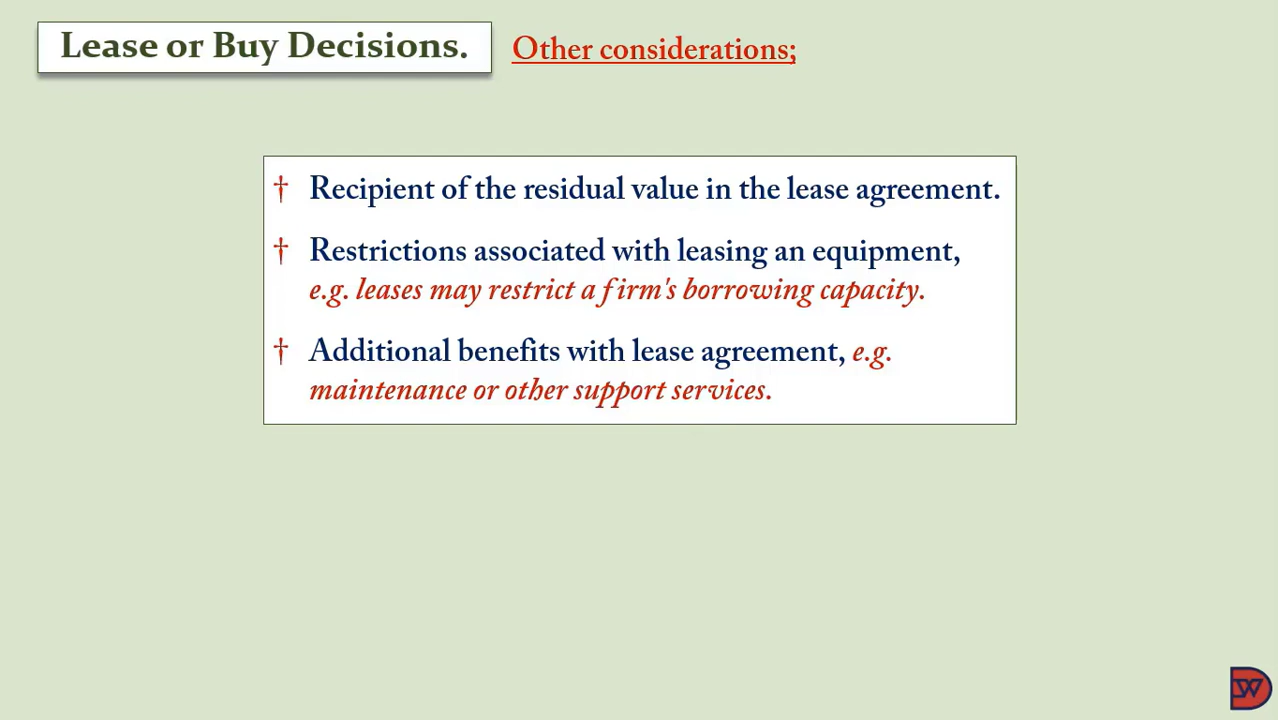 Lease or Buy Decisions.
Other considerations;
† Recipient of the residual value in the lease agreement.
† Restrictions associated with leasing an equipment,
e.g. leases may restrict a firm's borrowing capacity.
† Additional benefits with lease agreement, e.g.
maintenance or other support services.
DW